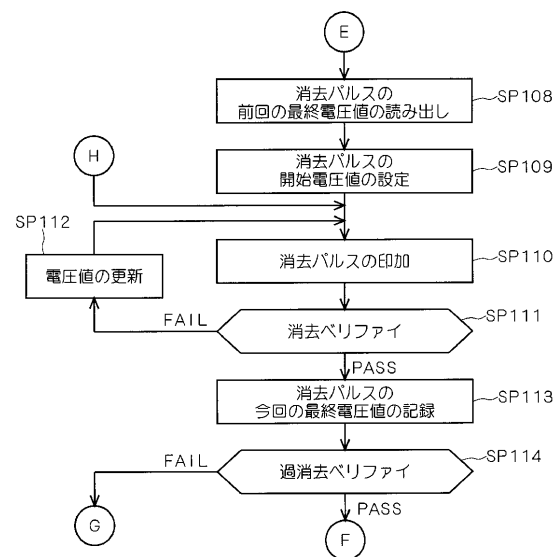 E
消去パルスの
前回の最終電圧値の読み出し
SP108
H
消去パルスの
開始電圧値の設定
SP109
SP112
電圧値の更新
消去パルスの印加
SP110
FAIL
消去ベリファイ
SP111
PASS
消去パルスの
今回の最終電圧値の記録
SP113
FAIL
過消去ベリファイ
SP114
PASS
G
F